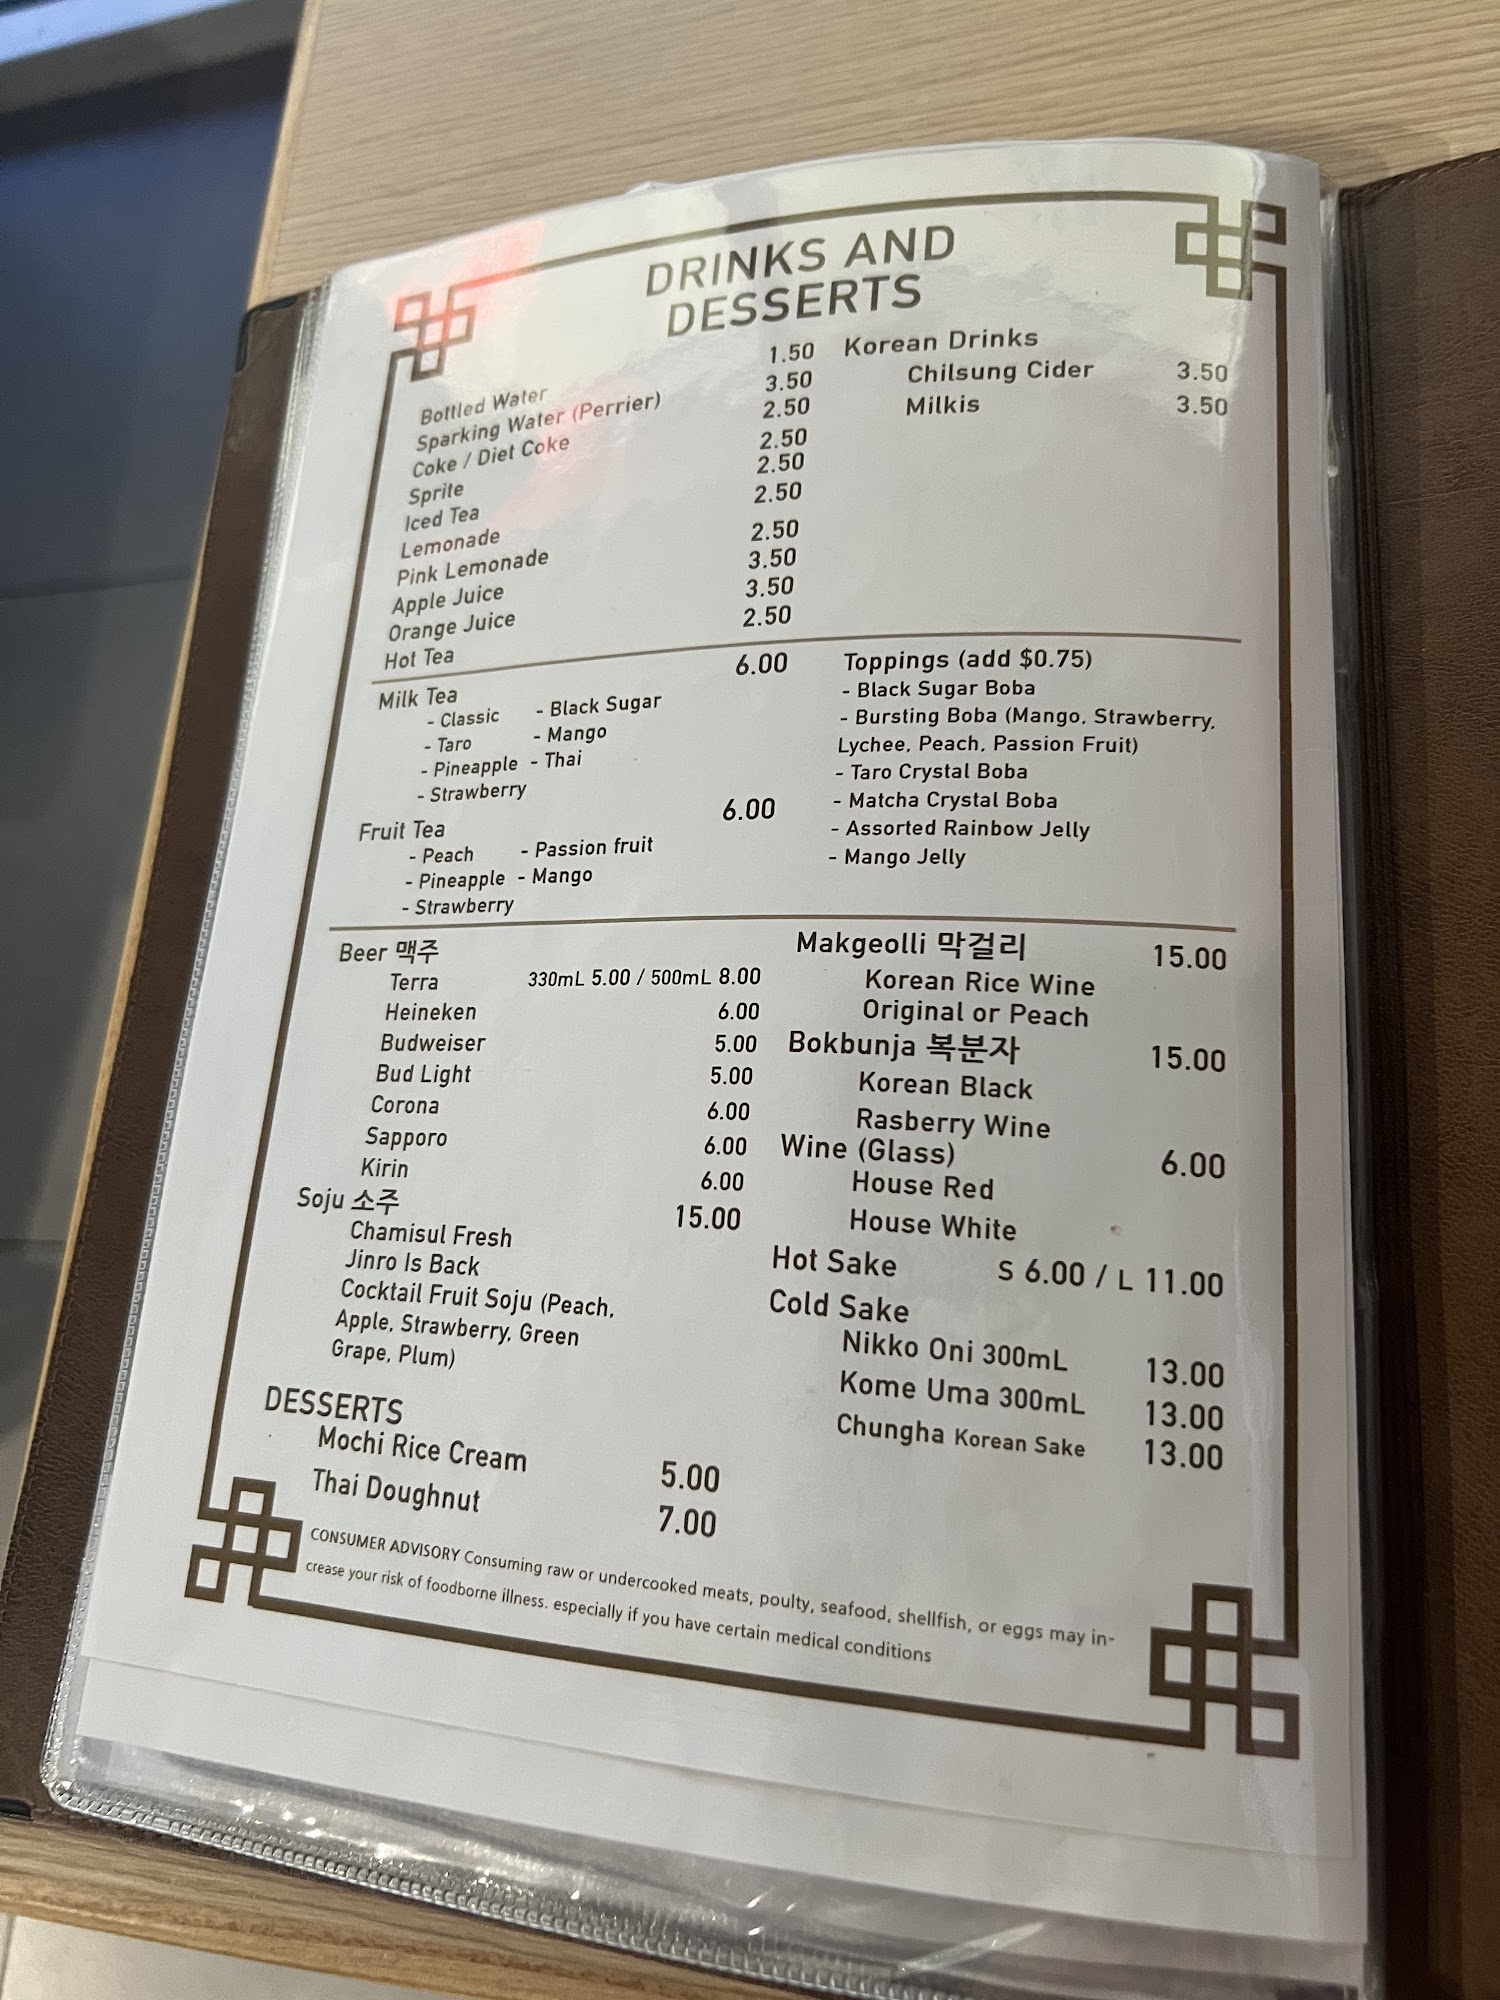 DRINKS AND
DESSERTS
Bottled Water 1.50
Sparking Water (Perrier) 3.50
Coke / Diet Coke 2.50
Sprite 2.50
Iced Tea 2.50
Lemonade 2.50
Pink Lemonade 2.50
Apple Juice 3.50
Orange Juice 3.50
Hot Tea 2.50
Korean Drinks
Chilsung Cider 3.50
Milkis 3.50
Milk Tea 6.00
- Classic - Black Sugar
- Taro - Mango
- Pineapple - Thai
- Strawberry
Fruit Tea 6.00
- Peach - Passion fruit
- Pineapple - Mango
- Strawberry
Toppings (add $0.75)
- Black Sugar Boba
- Bursting Boba (Mango, Strawberry,
Lychee, Peach, Passion Fruit)
- Taro Crystal Boba
- Matcha Crystal Boba
- Assorted Rainbow Jelly
- Mango Jelly
Beer 맥주
Terra 330mL 5.00 / 500mL 8.00
Heineken 6.00
Budweiser 5.00
Bud Light 5.00
Corona 6.00
Sapporo 6.00
Kirin 6.00
Soju 소주 15.00
Chamisul Fresh
Jinro Is Back
Cocktail Fruit Soju (Peach,
Apple, Strawberry, Green
Grape, Plum)
Makgeolli 막걸리 15.00
Korean Rice Wine
Original or Peach
Bokbunja 복분자 15.00
Korean Black
Rasberry Wine
Wine (Glass) 6.00
House Red
House White
Hot Sake S 6.00 / L 11.00
Cold Sake
Nikko Oni 300mL 13.00
Kome Uma 300mL 13.00
Chungha Korean Sake 13.00
DESSERTS
Mochi Rice Cream 5.00
Thai Doughnut 7.00
CONSUMER ADVISORY Consuming raw or undercooked meats, poulty, seafood, shellfish, or eggs may in-
crease your risk of foodborne illness. especially if you have certain medical conditions